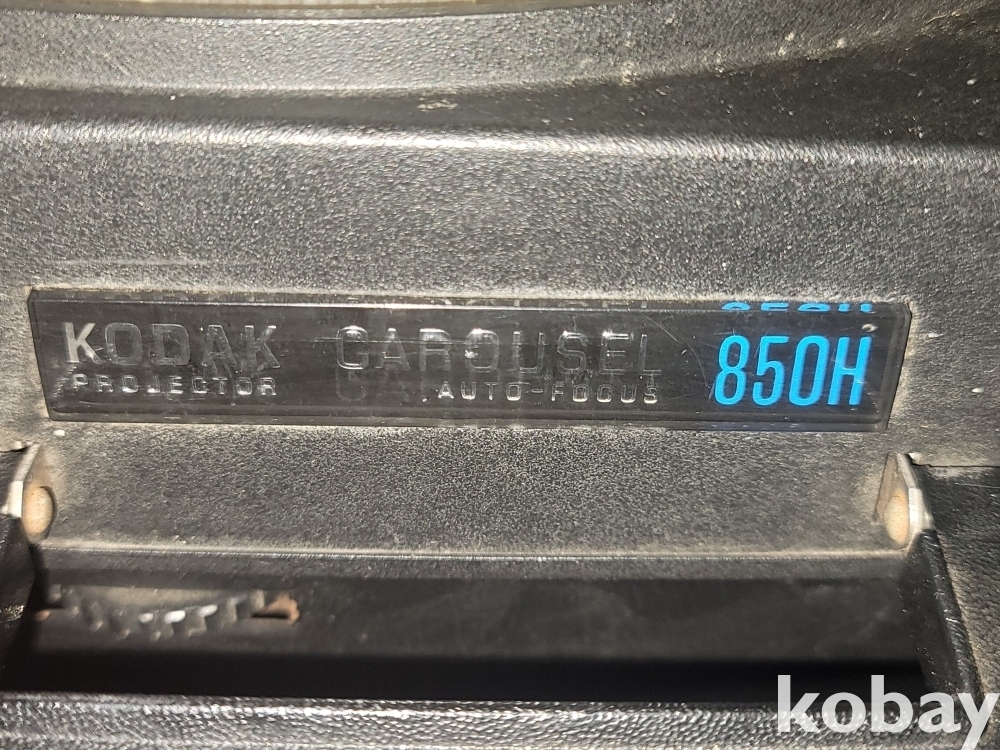 KODAK CAROUSEL 850H
PROJECTOR AUTO-FOCUS
kobay